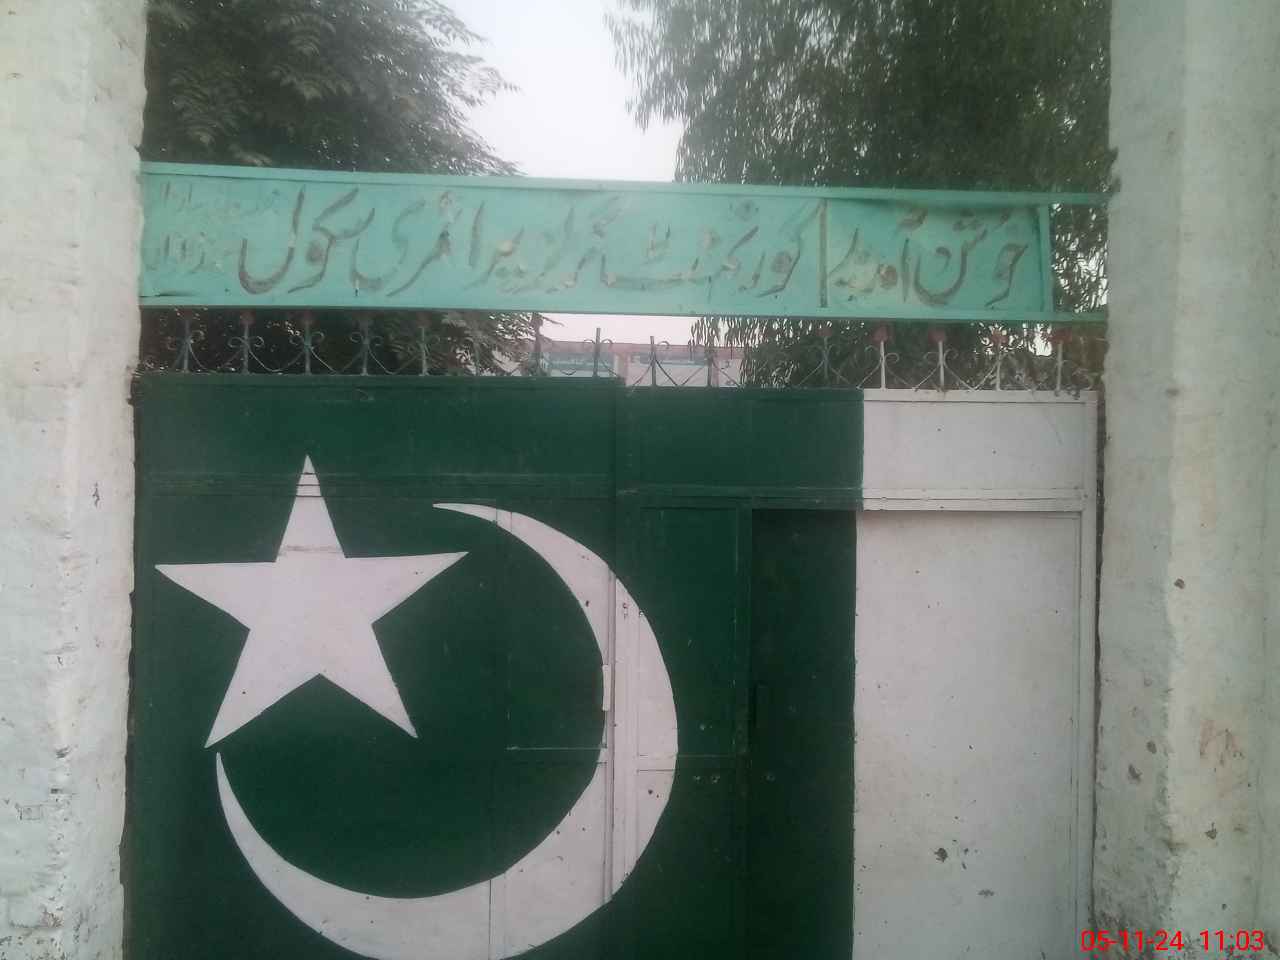 خوش آمدید گورنمنٹ گرلز پرائمری سکول
05-11-24 11:03